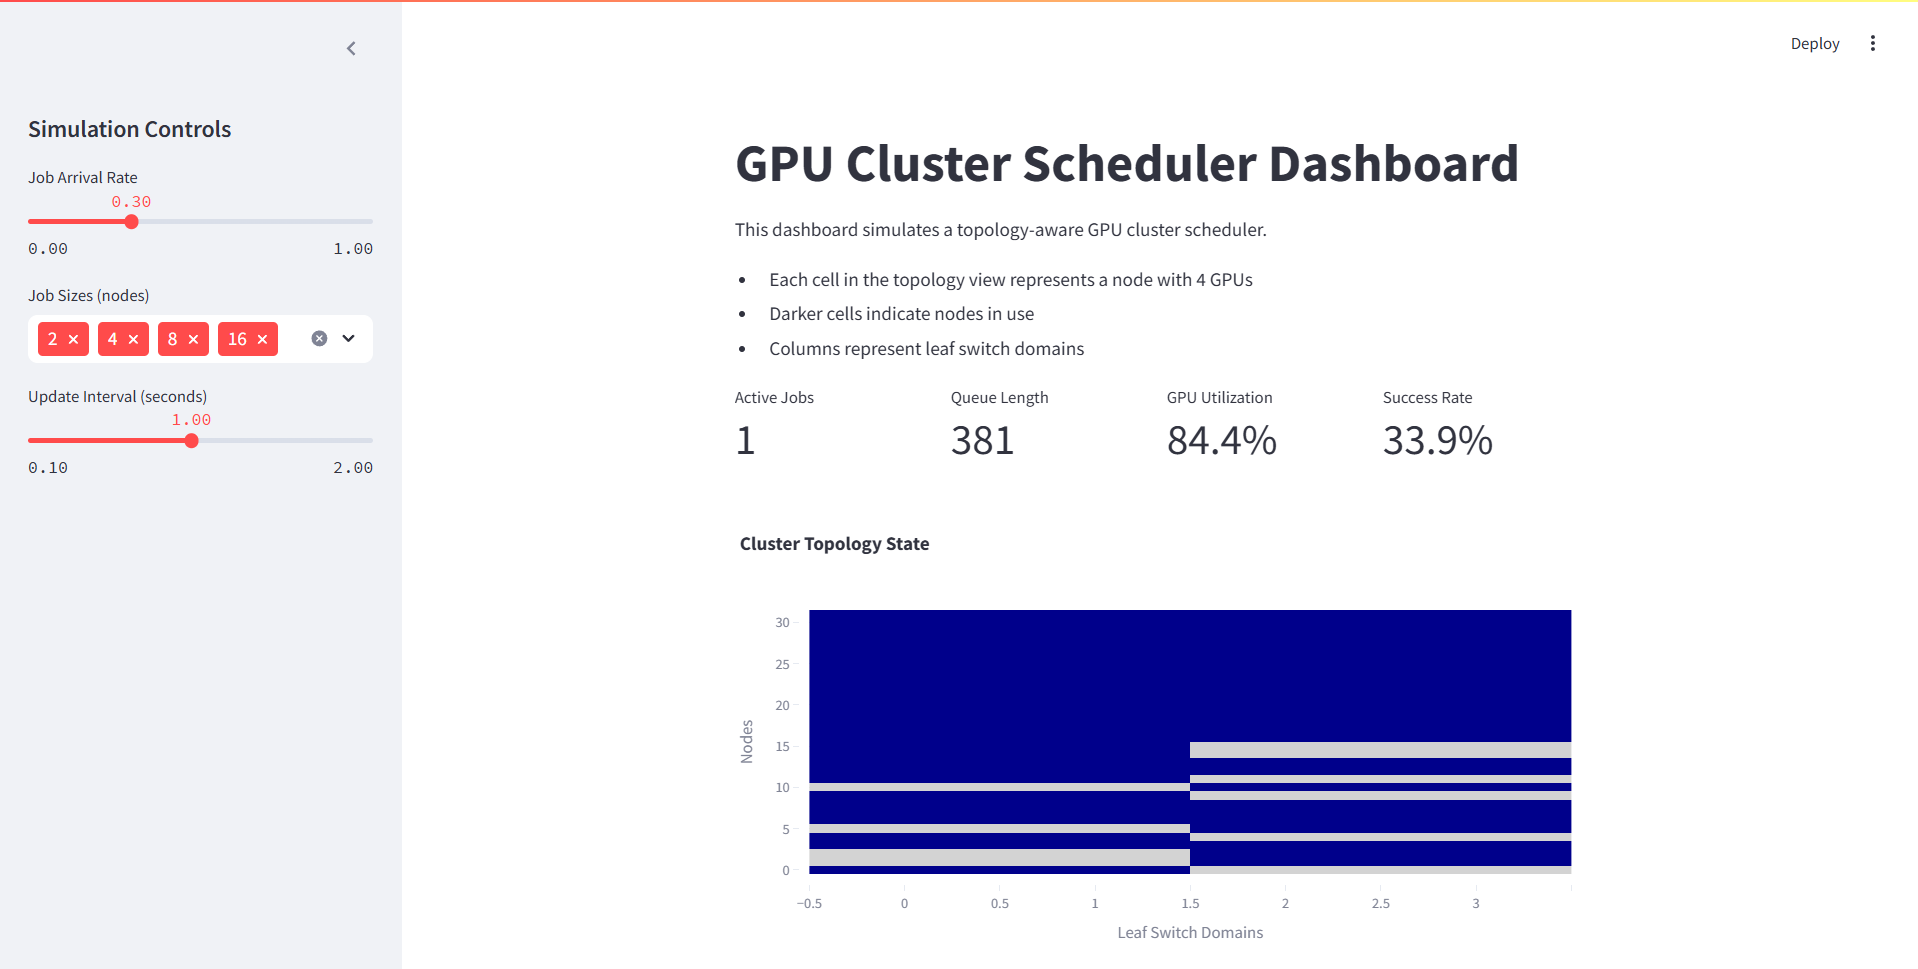 Deploy
Simulation Controls
Job Arrival Rate
0.30
0.00 1.00
Job Sizes (nodes)
2 4 8 16
Update Interval (seconds)
1.00
0.10 2.00
GPU Cluster Scheduler Dashboard
This dashboard simulates a topology-aware GPU cluster scheduler.
• Each cell in the topology view represents a node with 4 GPUs
• Darker cells indicate nodes in use
• Columns represent leaf switch domains
Active Jobs Queue Length GPU Utilization Success Rate
1 381 84.4% 33.9%
Cluster Topology State
30
25
20
15
10
5
0
Nodes
−0.5 0 0.5 1 1.5 2 2.5 3
Leaf Switch Domains